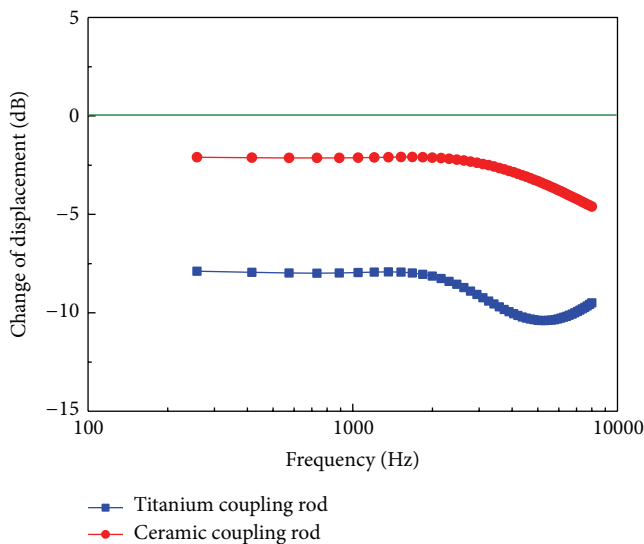 5
0
−5
−10
−15
Change of displacement (dB)
100
1000
10000
Frequency (Hz)
Titanium coupling rod
Ceramic coupling rod